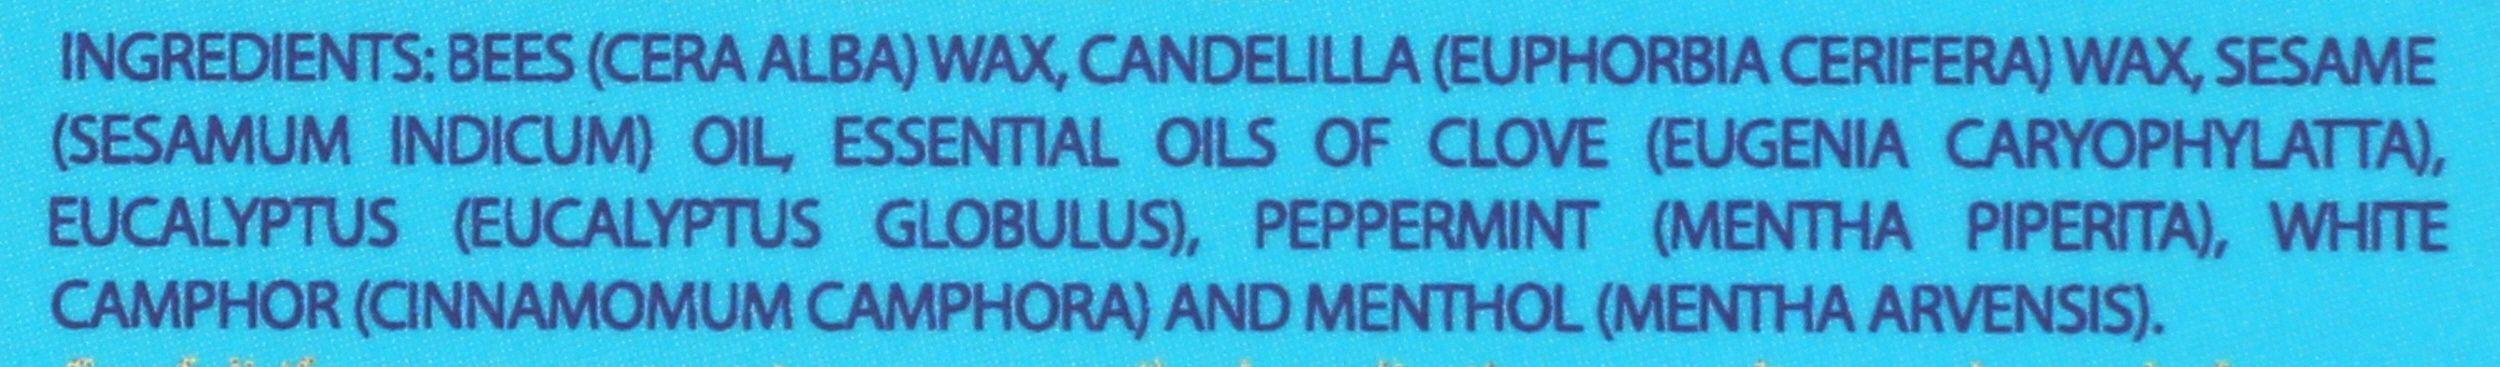 INGREDIENTS: BEES (CERA ALBA) WAX, CANDELILLA (EUPHORBIA CERIFERA) WAX, SESAME
(SESAMUM INDICUM) OIL, ESSENTIAL OILS OF CLOVE (EUGENIA CARYOPHYLATTA),
EUCALYPTUS (EUCALYPTUS GLOBULUS), PEPPERMINT (MENTHA PIPERITA), WHITE
CAMPHOR (CINNAMOMUM CAMPHORA) AND MENTHOL (MENTHA ARVENSIS).